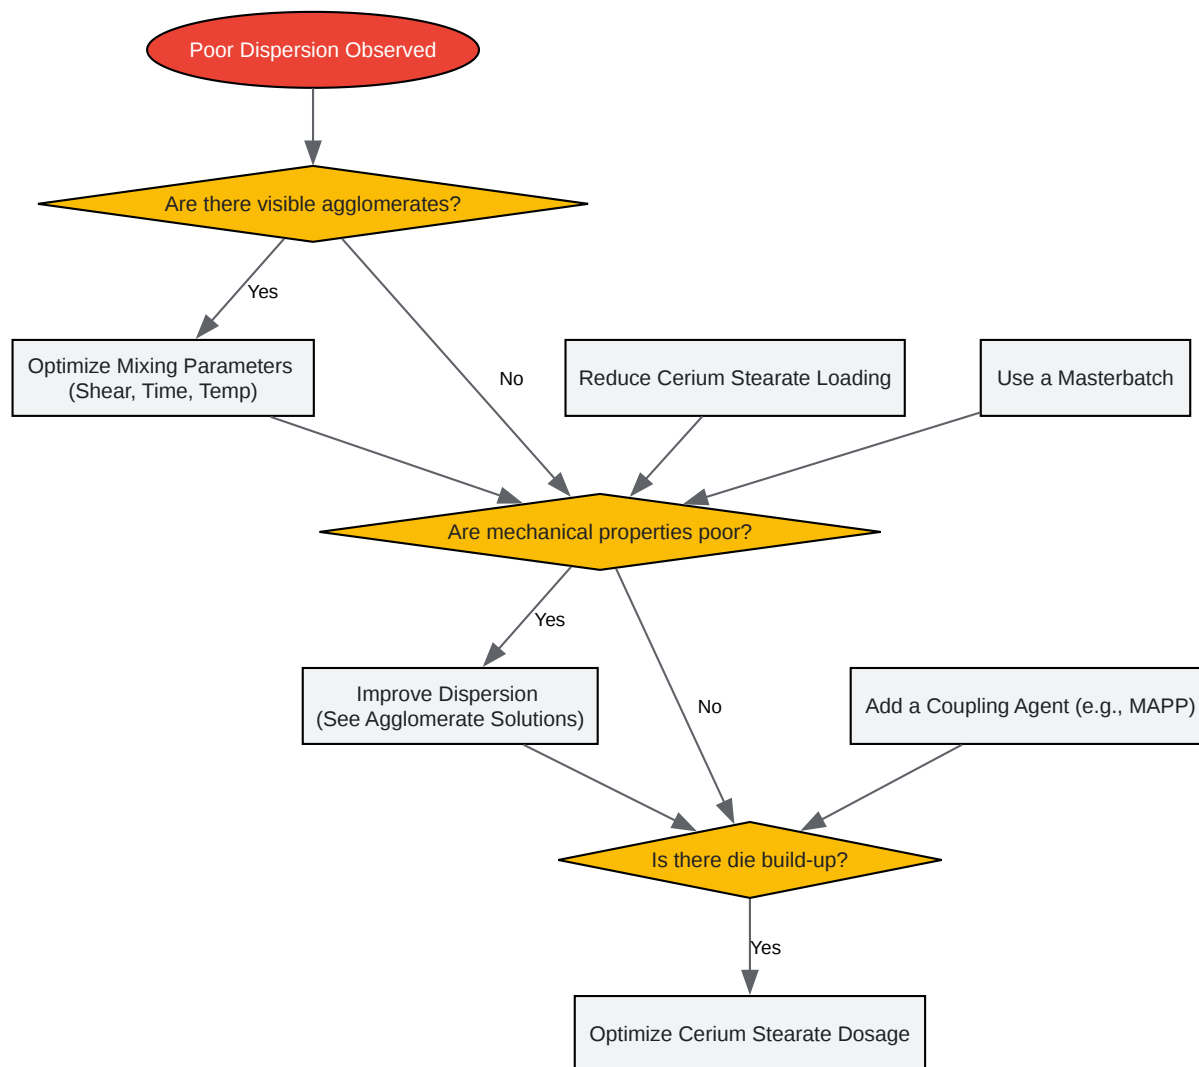 Poor Dispersion Observed
Are there visible agglomerates?
Yes
Optimize Mixing Parameters
(Shear, Time, Temp)
No
Reduce Cerium Stearate Loading
Use a Masterbatch
Are mechanical properties poor?
Yes
Improve Dispersion
(See Agglomerate Solutions)
No
Add a Coupling Agent (e.g., MAPP)
Is there die build-up?
Yes
Optimize Cerium Stearate Dosage